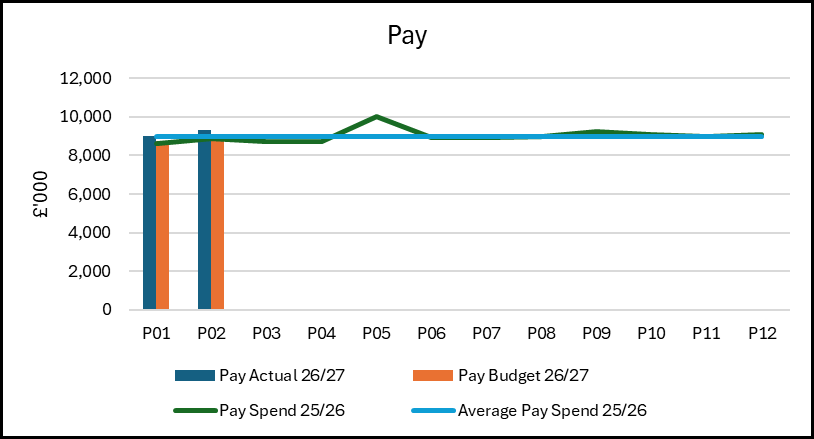 Pay
£'000
12,000
10,000
8,000
6,000
4,000
2,000
0
P01 P02 P03 P04 P05 P06 P07 P08 P09 P10 P11 P12
Pay Actual 26/27 Pay Budget 26/27
Pay Spend 25/26 Average Pay Spend 25/26